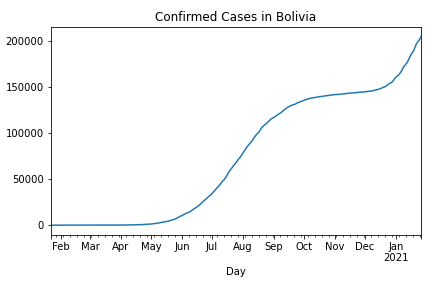 Confirmed Cases in Bolivia
200000
150000
100000
50000
0
Feb Mar Apr May Jun Jul Aug Sep Oct Nov Dec Jan
2021
Day